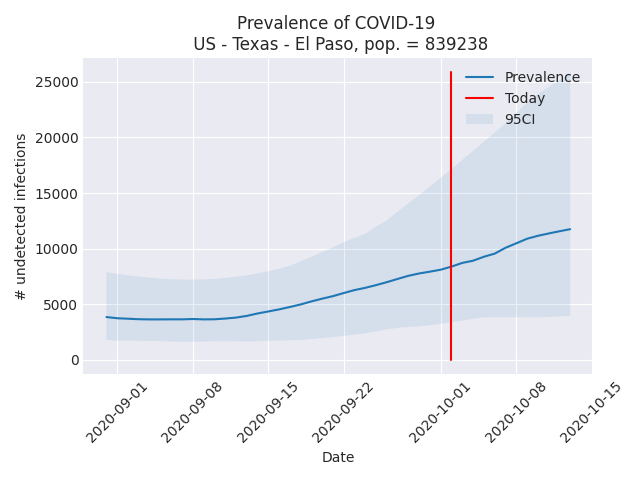 Prevalence of COVID-19
US - Texas - El Paso, pop. = 839238
Prevalence
Today
95CI
# undetected infections
25000
20000
15000
10000
5000
0
2020-09-01
2020-09-08
2020-09-15
2020-09-22
2020-10-01
2020-10-08
2020-10-15
Date